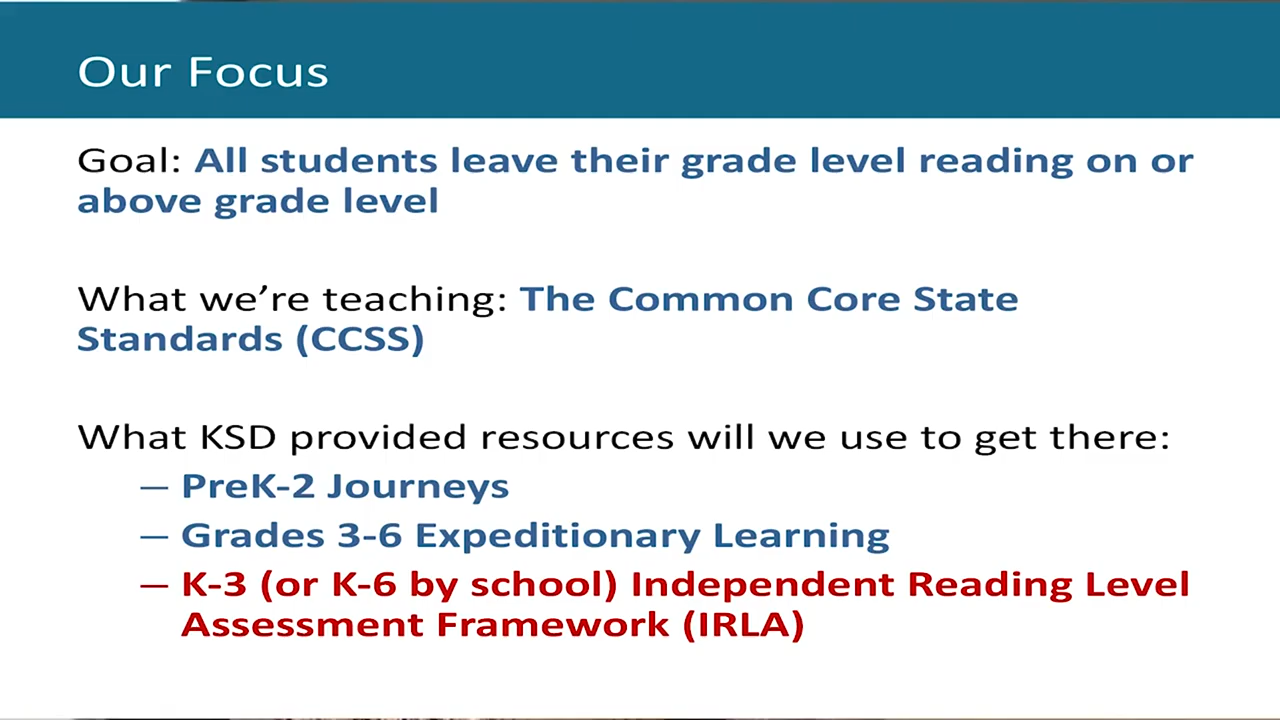 Our Focus
Goal: All students leave their grade level reading on or
above grade level
What we’re teaching: The Common Core State
Standards (CCSS)
What KSD provided resources will we use to get there:
— PreK-2 Journeys
— Grades 3-6 Expeditionary Learning
— K-3 (or K-6 by school) Independent Reading Level
Assessment Framework (IRLA)